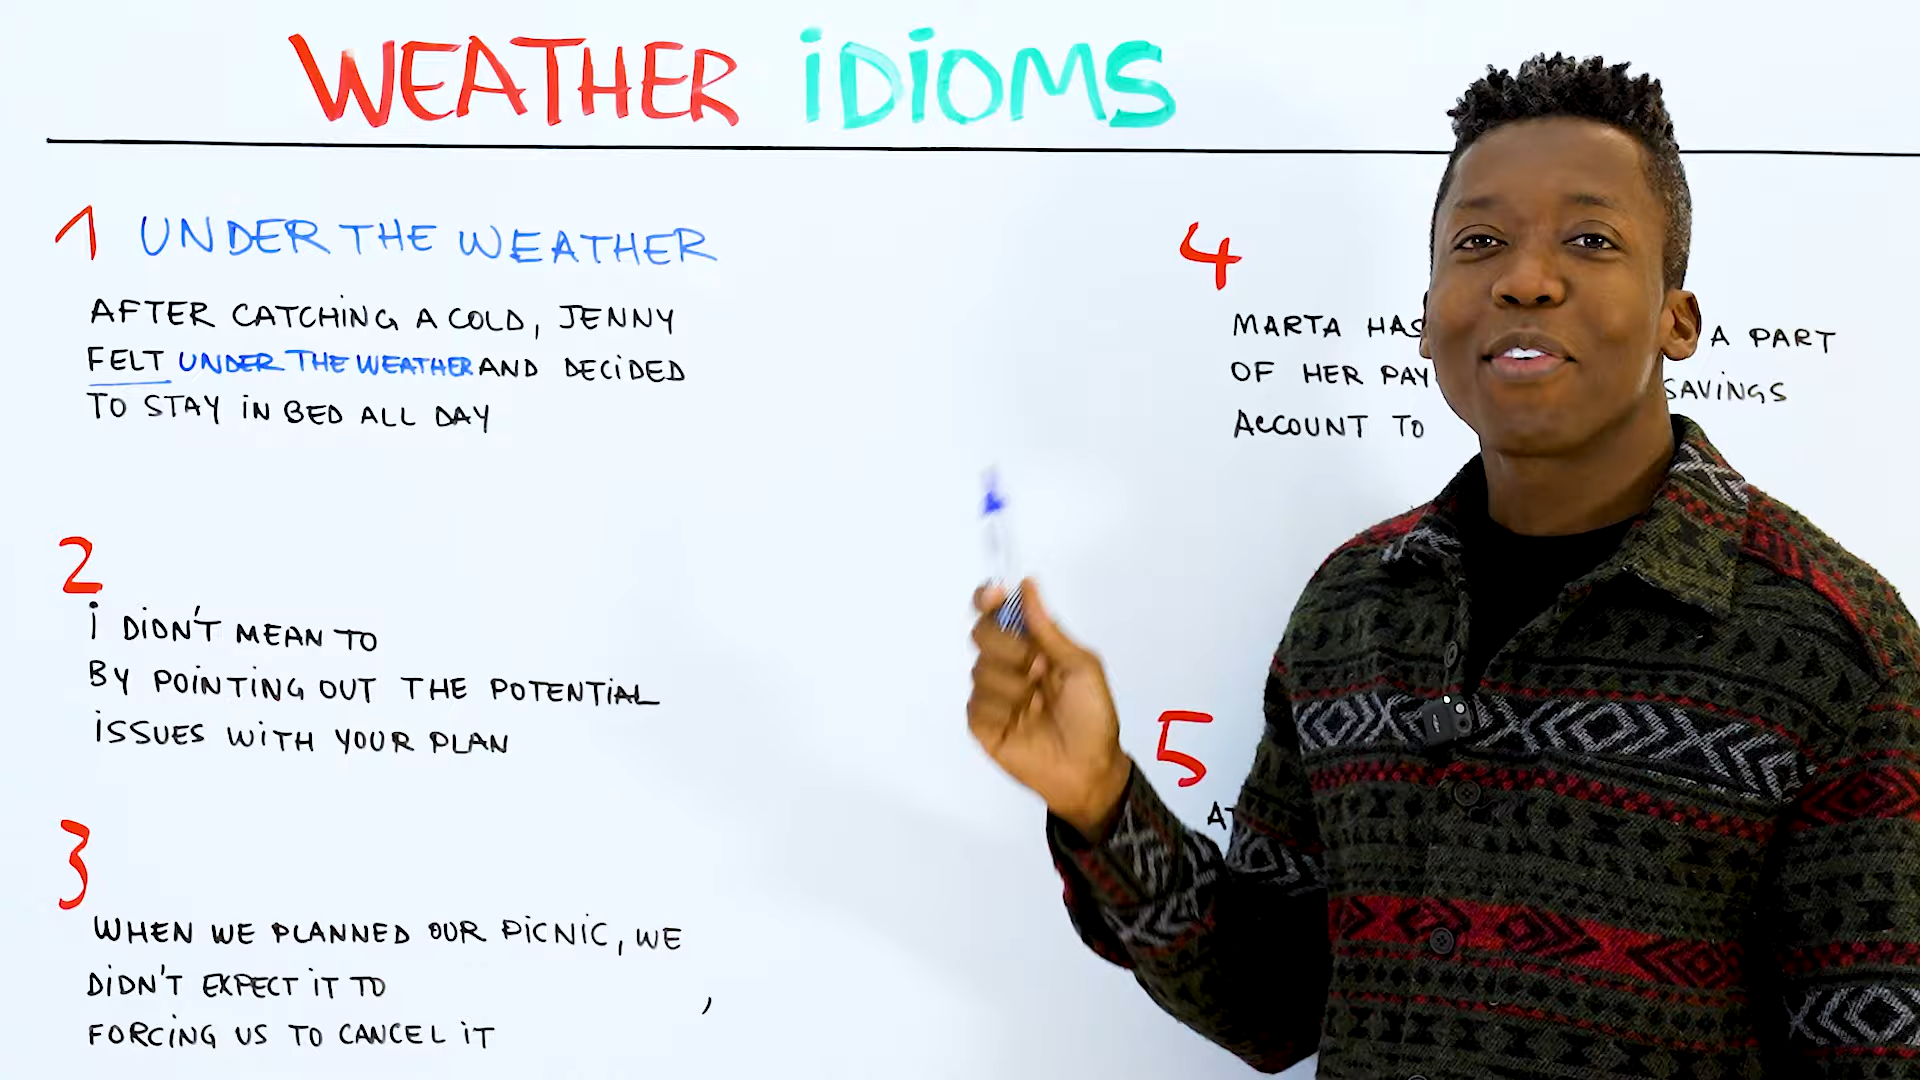 WEATHER iDiOMS
1 UNDER THE WEATHER
AFTER CATCHING A COLD, JENNY
FELT UNDER THE WEATHER AND DECIDED
TO STAY IN BED ALL DAY
2
I DIDN'T MEAN TO
BY POINTING OUT THE POTENTIAL
ISSUES WITH YOUR PLAN
3
WHEN WE PLANNED OUR PICNIC, WE
DIDN'T EXPECT IT TO ,
FORCING US TO CANCEL IT
4
MARTA HAS A PART
OF HER PAY SAVINGS
ACCOUNT TO
5
AT